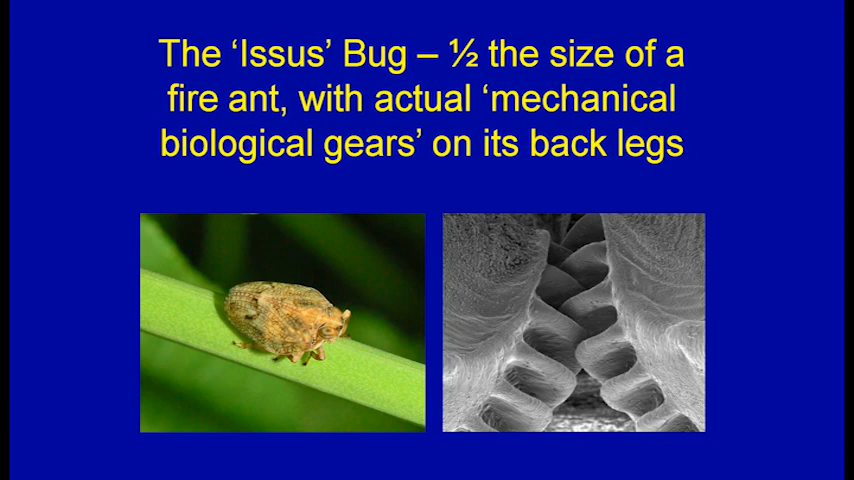 The ‘Issus’ Bug – ½ the size of a
fire ant, with actual ‘mechanical
biological gears’ on its back legs